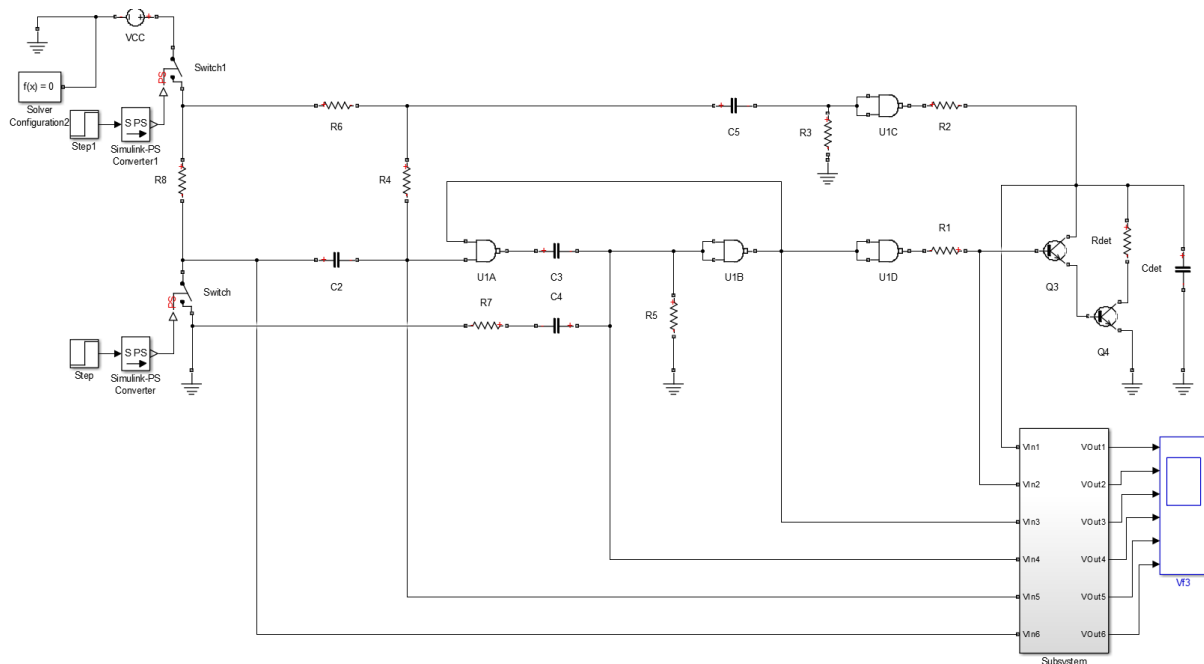 VCC
Switch1
PS
f(x) = 0
Solver
Configuration2
Step1
S PS
Simulink-PS
Converter1
R6
C5
R3
U1C
R2
R8
R4
C2
U1A
C3
C4
R7
R5
U1B
U1D
R1
Rdet
Cdet
Q3
Q4
Switch
PS
Step
S PS
Simulink-PS
Converter
VIn1
VOut1
VIn2
VOut2
VIn3
VOut3
VIn4
VOut4
VIn5
VOut5
VIn6
VOut6
Vf3
Subsystem